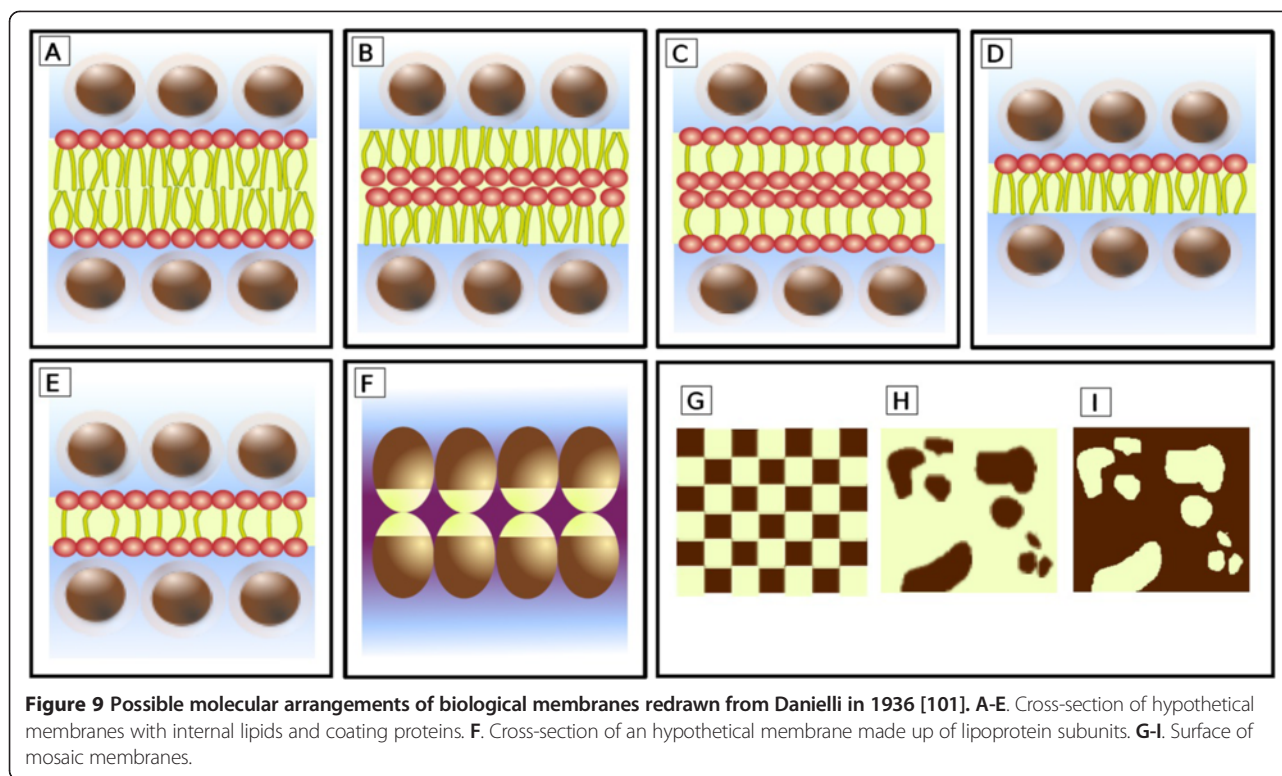 A
B
C
D
E
F
G
H
I
Figure 9 Possible molecular arrangements of biological membranes redrawn from Danielli in 1936 [101]. A-E. Cross-section of hypothetical
membranes with internal lipids and coating proteins. F. Cross-section of an hypothetical membrane made up of lipoprotein subunits. G-I. Surface of
mosaic membranes.